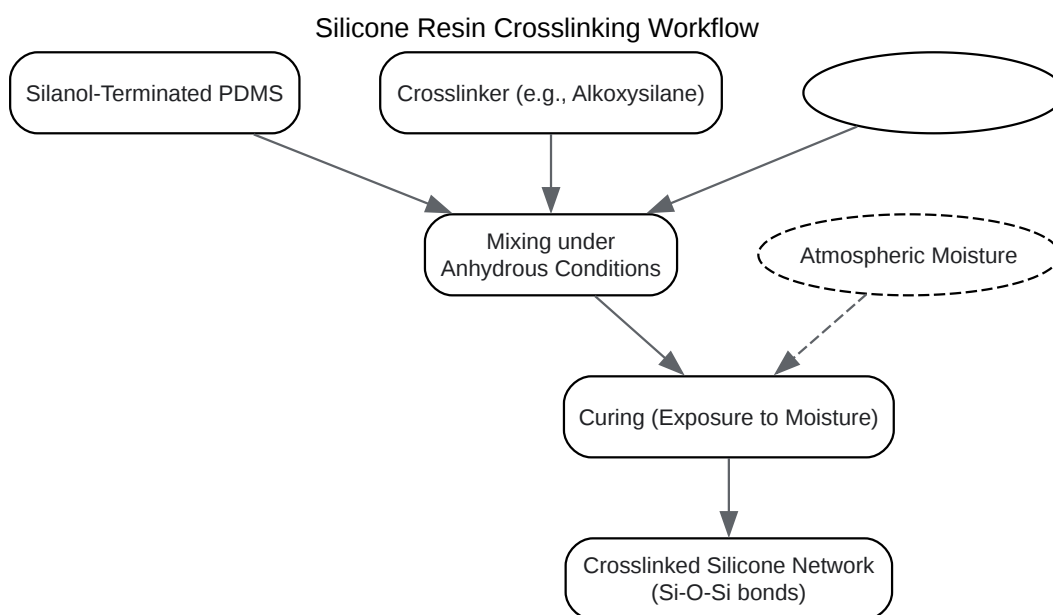 Silicone Resin Crosslinking Workflow
Silanol-Terminated PDMS
Crosslinker (e.g., Alkoxysilane)
Mixing under
Anhydrous Conditions
Atmospheric Moisture
Curing (Exposure to Moisture)
Crosslinked Silicone Network
(Si-O-Si bonds)